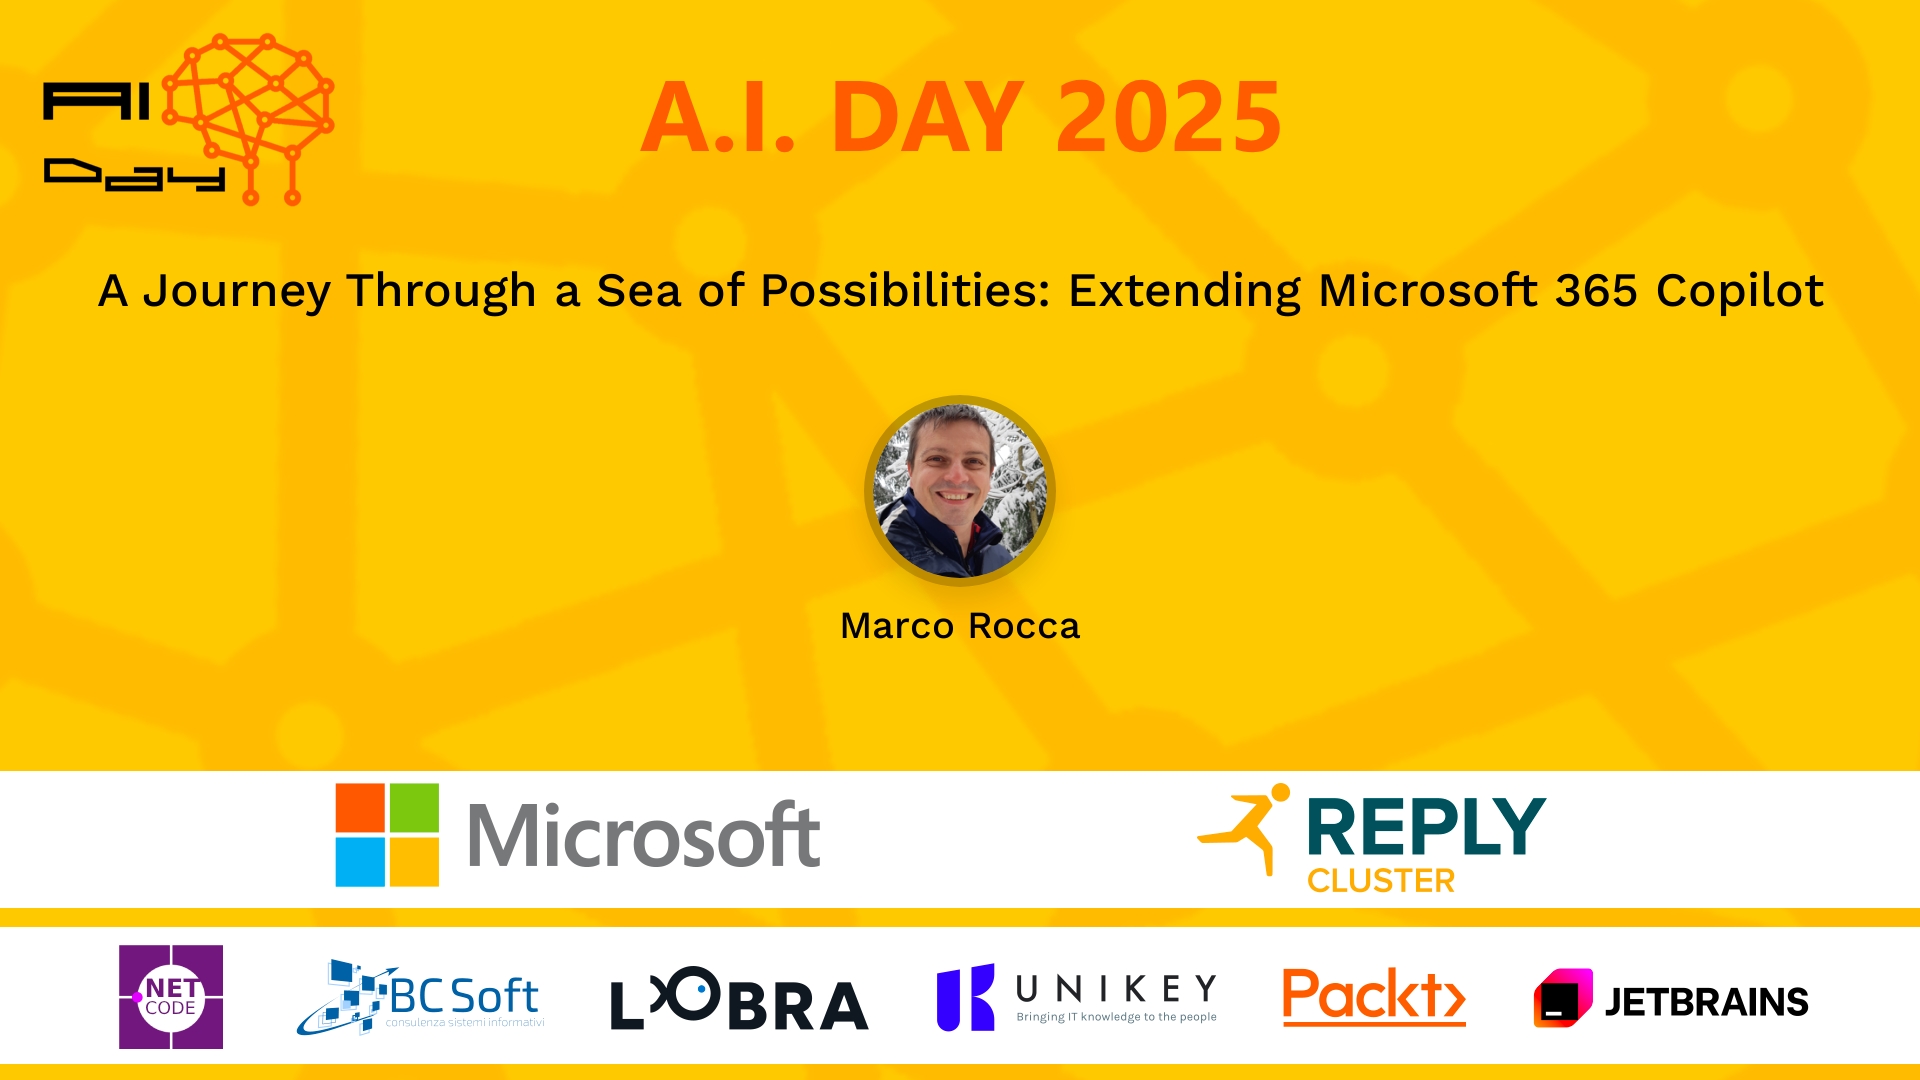 AI
Day
A.I. DAY 2025
A Journey Through a Sea of Possibilities: Extending Microsoft 365 Copilot
Marco Rocca
Microsoft
REPLY
CLUSTER
.NET
CODE
BC Soft
consulenza sistemi informativi
LOBRA
UNIKEY
Bringing IT knowledge to the people
Packt
JETBRAINS